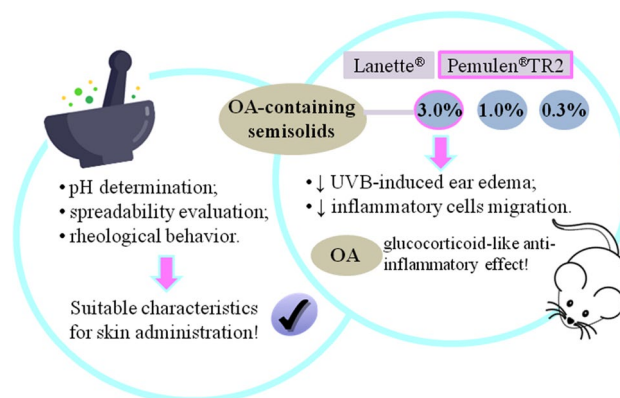 Lanette® Pemulen®TR2
OA-containing
semisolids
3.0% 1.0% 0.3%
• pH determination;
• spreadability evaluation;
• rheological behavior.
Suitable characteristics
for skin administration!
• ↓ UVB-induced ear edema;
• ↓ inflammatory cells migration.
OA
glucocorticoid-like anti-
inflammatory effect!